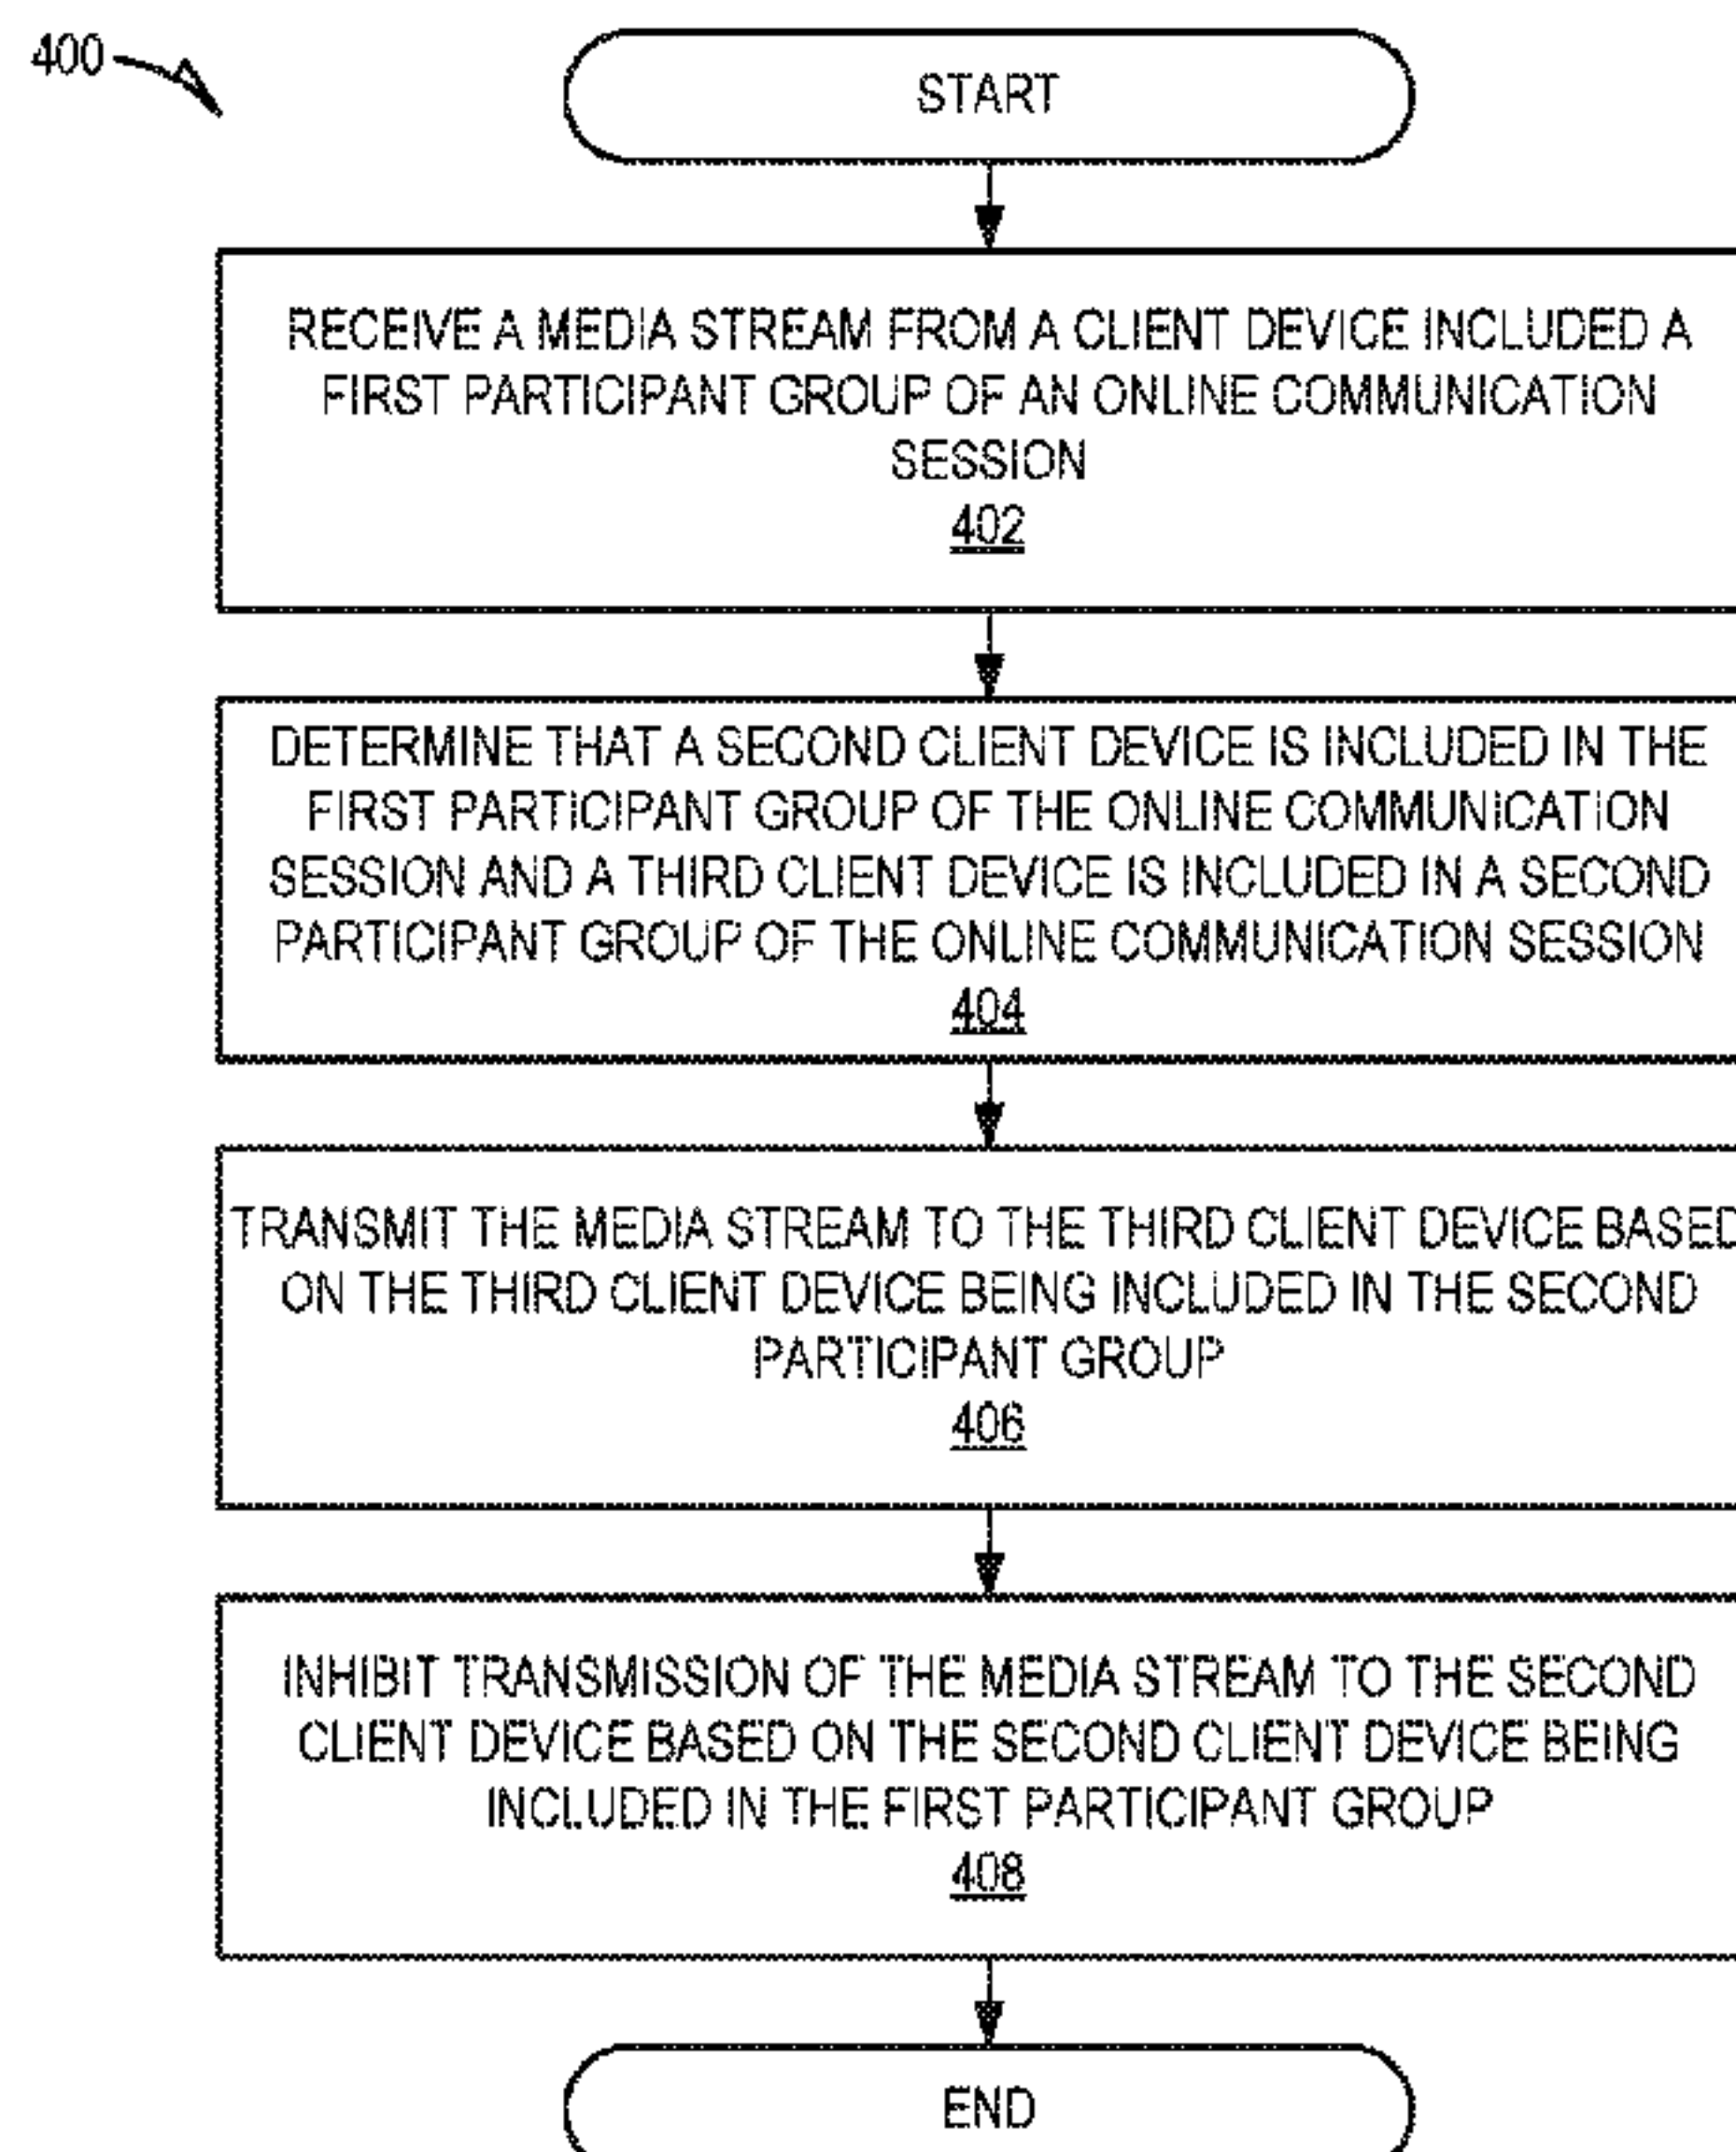 400
START
RECEIVE A MEDIA STREAM FROM A CLIENT DEVICE INCLUDED A
FIRST PARTICIPANT GROUP OF AN ONLINE COMMUNICATION
SESSION
402
DETERMINE THAT A SECOND CLIENT DEVICE IS INCLUDED IN THE
FIRST PARTICIPANT GROUP OF THE ONLINE COMMUNICATION
SESSION AND A THIRD CLIENT DEVICE IS INCLUDED IN A SECOND
PARTICIPANT GROUP OF THE ONLINE COMMUNICATION SESSION
404
TRANSMIT THE MEDIA STREAM TO THE THIRD CLIENT DEVICE BASED
ON THE THIRD CLIENT DEVICE BEING INCLUDED IN THE SECOND
PARTICIPANT GROUP
406
INHIBIT TRANSMISSION OF THE MEDIA STREAM TO THE SECOND
CLIENT DEVICE BASED ON THE SECOND CLIENT DEVICE BEING
INCLUDED IN THE FIRST PARTICIPANT GROUP
408
END